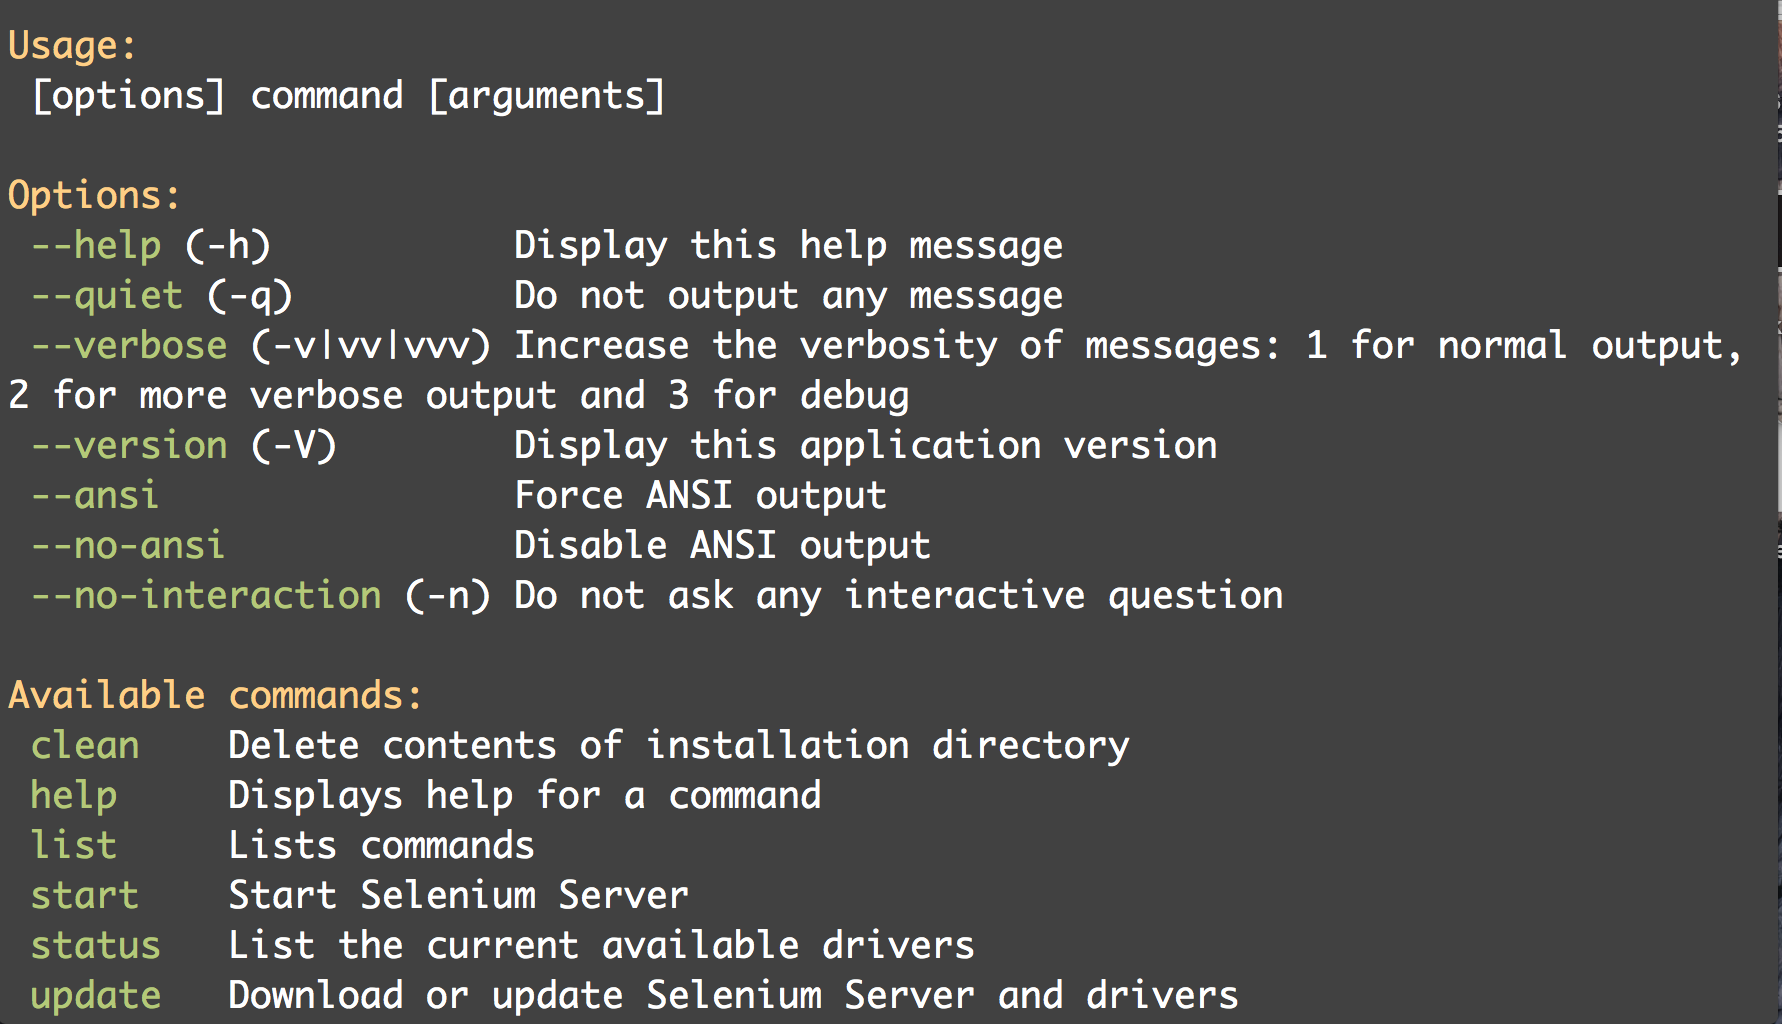 Usage:
 [options] command [arguments]

Options:
 --help (-h)           Display this help message
 --quiet (-q)          Do not output any message
 --verbose (-v|vv|vvv) Increase the verbosity of messages: 1 for normal output,
2 for more verbose output and 3 for debug
 --version (-V)        Display this application version
 --ansi                Force ANSI output
 --no-ansi             Disable ANSI output
 --no-interaction (-n) Do not ask any interactive question

Available commands:
 clean    Delete contents of installation directory
 help     Displays help for a command
 list     Lists commands
 start    Start Selenium Server
 status   List the current available drivers
 update   Download or update Selenium Server and drivers